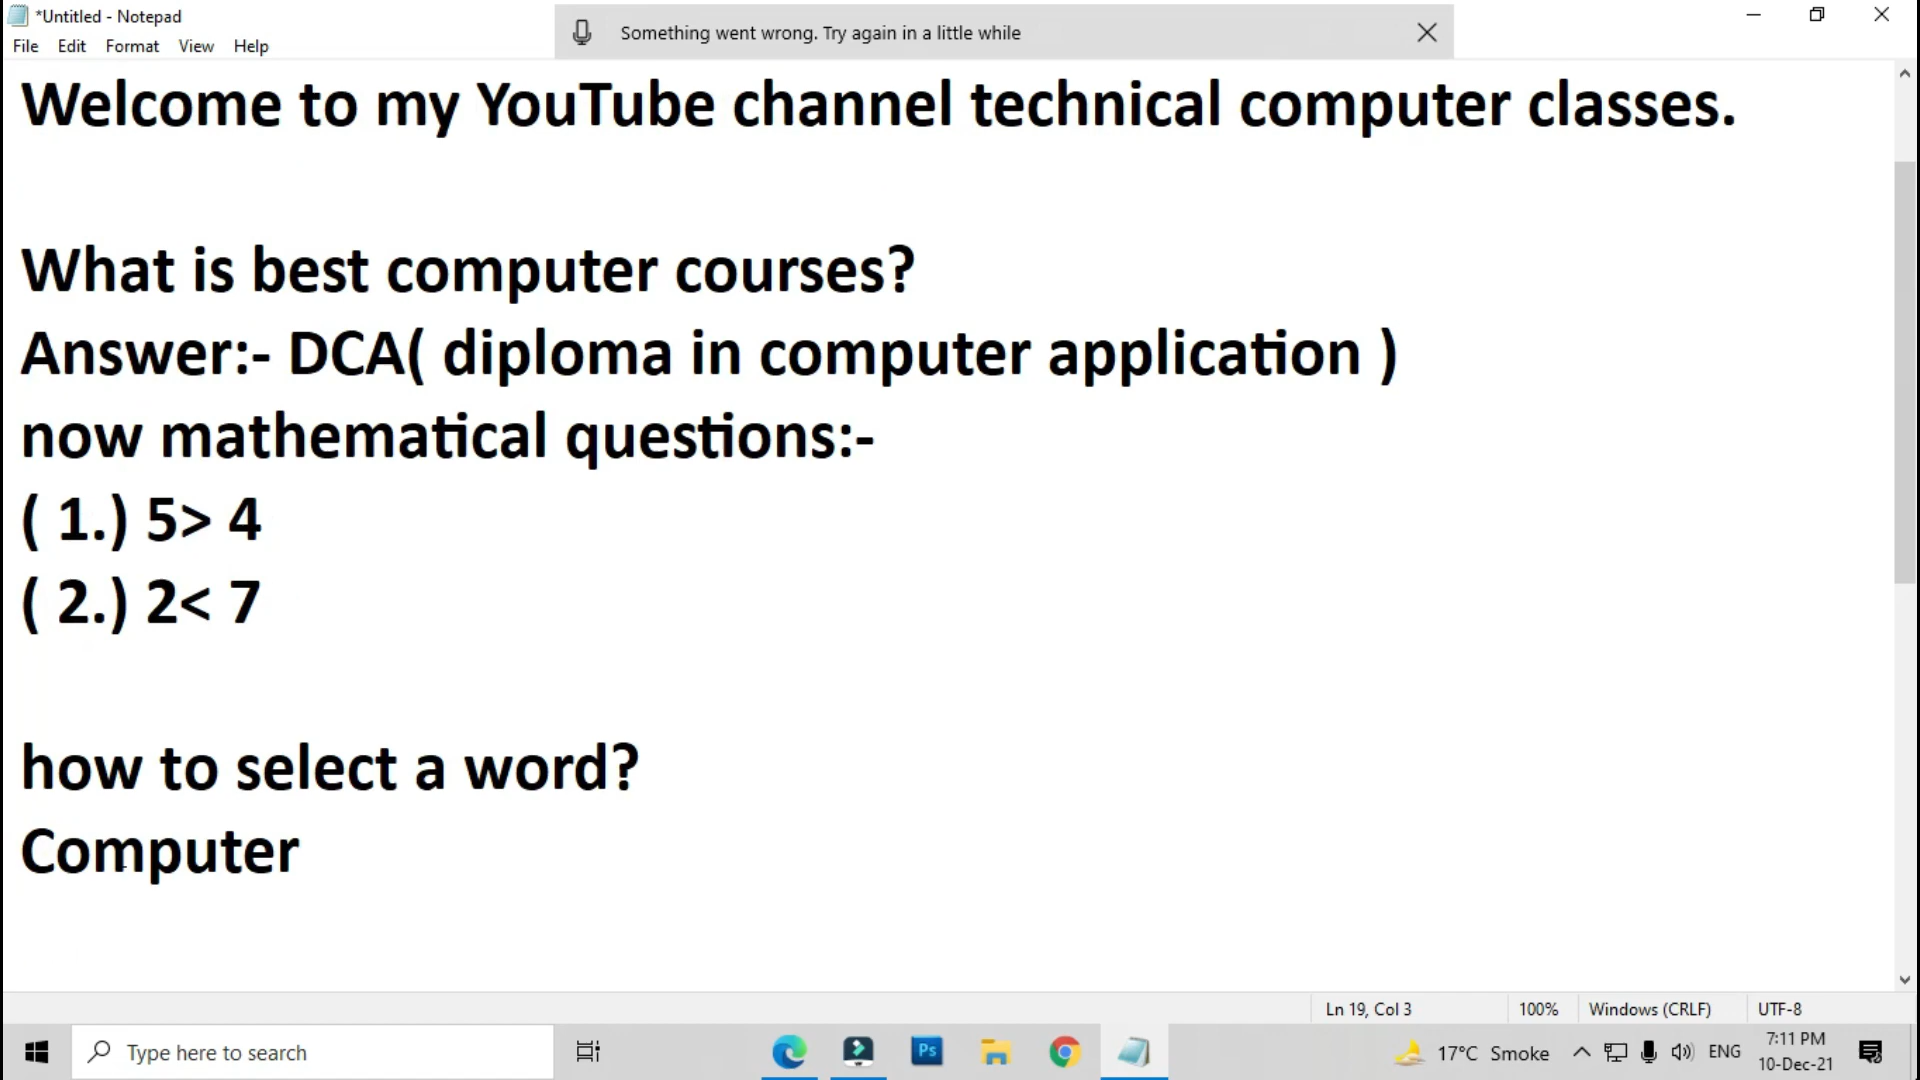 *Untitled - Notepad
Something went wrong. Try again in a little while
File Edit Format View Help
Welcome to my YouTube channel technical computer classes.
What is best computer courses?
Answer:- DCA( diploma in computer application )
now mathematical questions:-
( 1.) 5> 4
( 2.) 2< 7
how to select a word?
Computer
Ln 19, Col 3 100% Windows (CRLF) UTF-8
Type here to search Ps 17°C Smoke ENG 7:11 PM
10-Dec-21